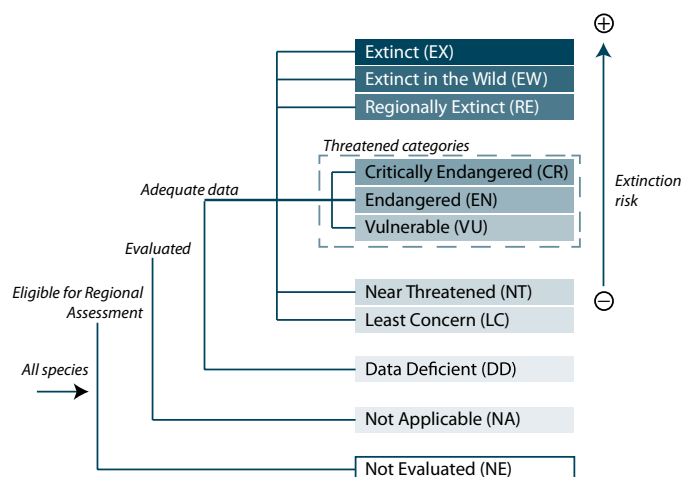 Extinct (EX)
Extinct in the Wild (EW)
Regionally Extinct (RE)
Threatened categories
Critically Endangered (CR)
Adequate data
Endangered (EN)
Extinction
risk
Vulnerable (VU)
Evaluated
Eligible for Regional
Assessment
Near Threatened (NT)
Least Concern (LC)
All species
Data Deficient (DD)
Not Applicable (NA)
Not Evaluated (NE)